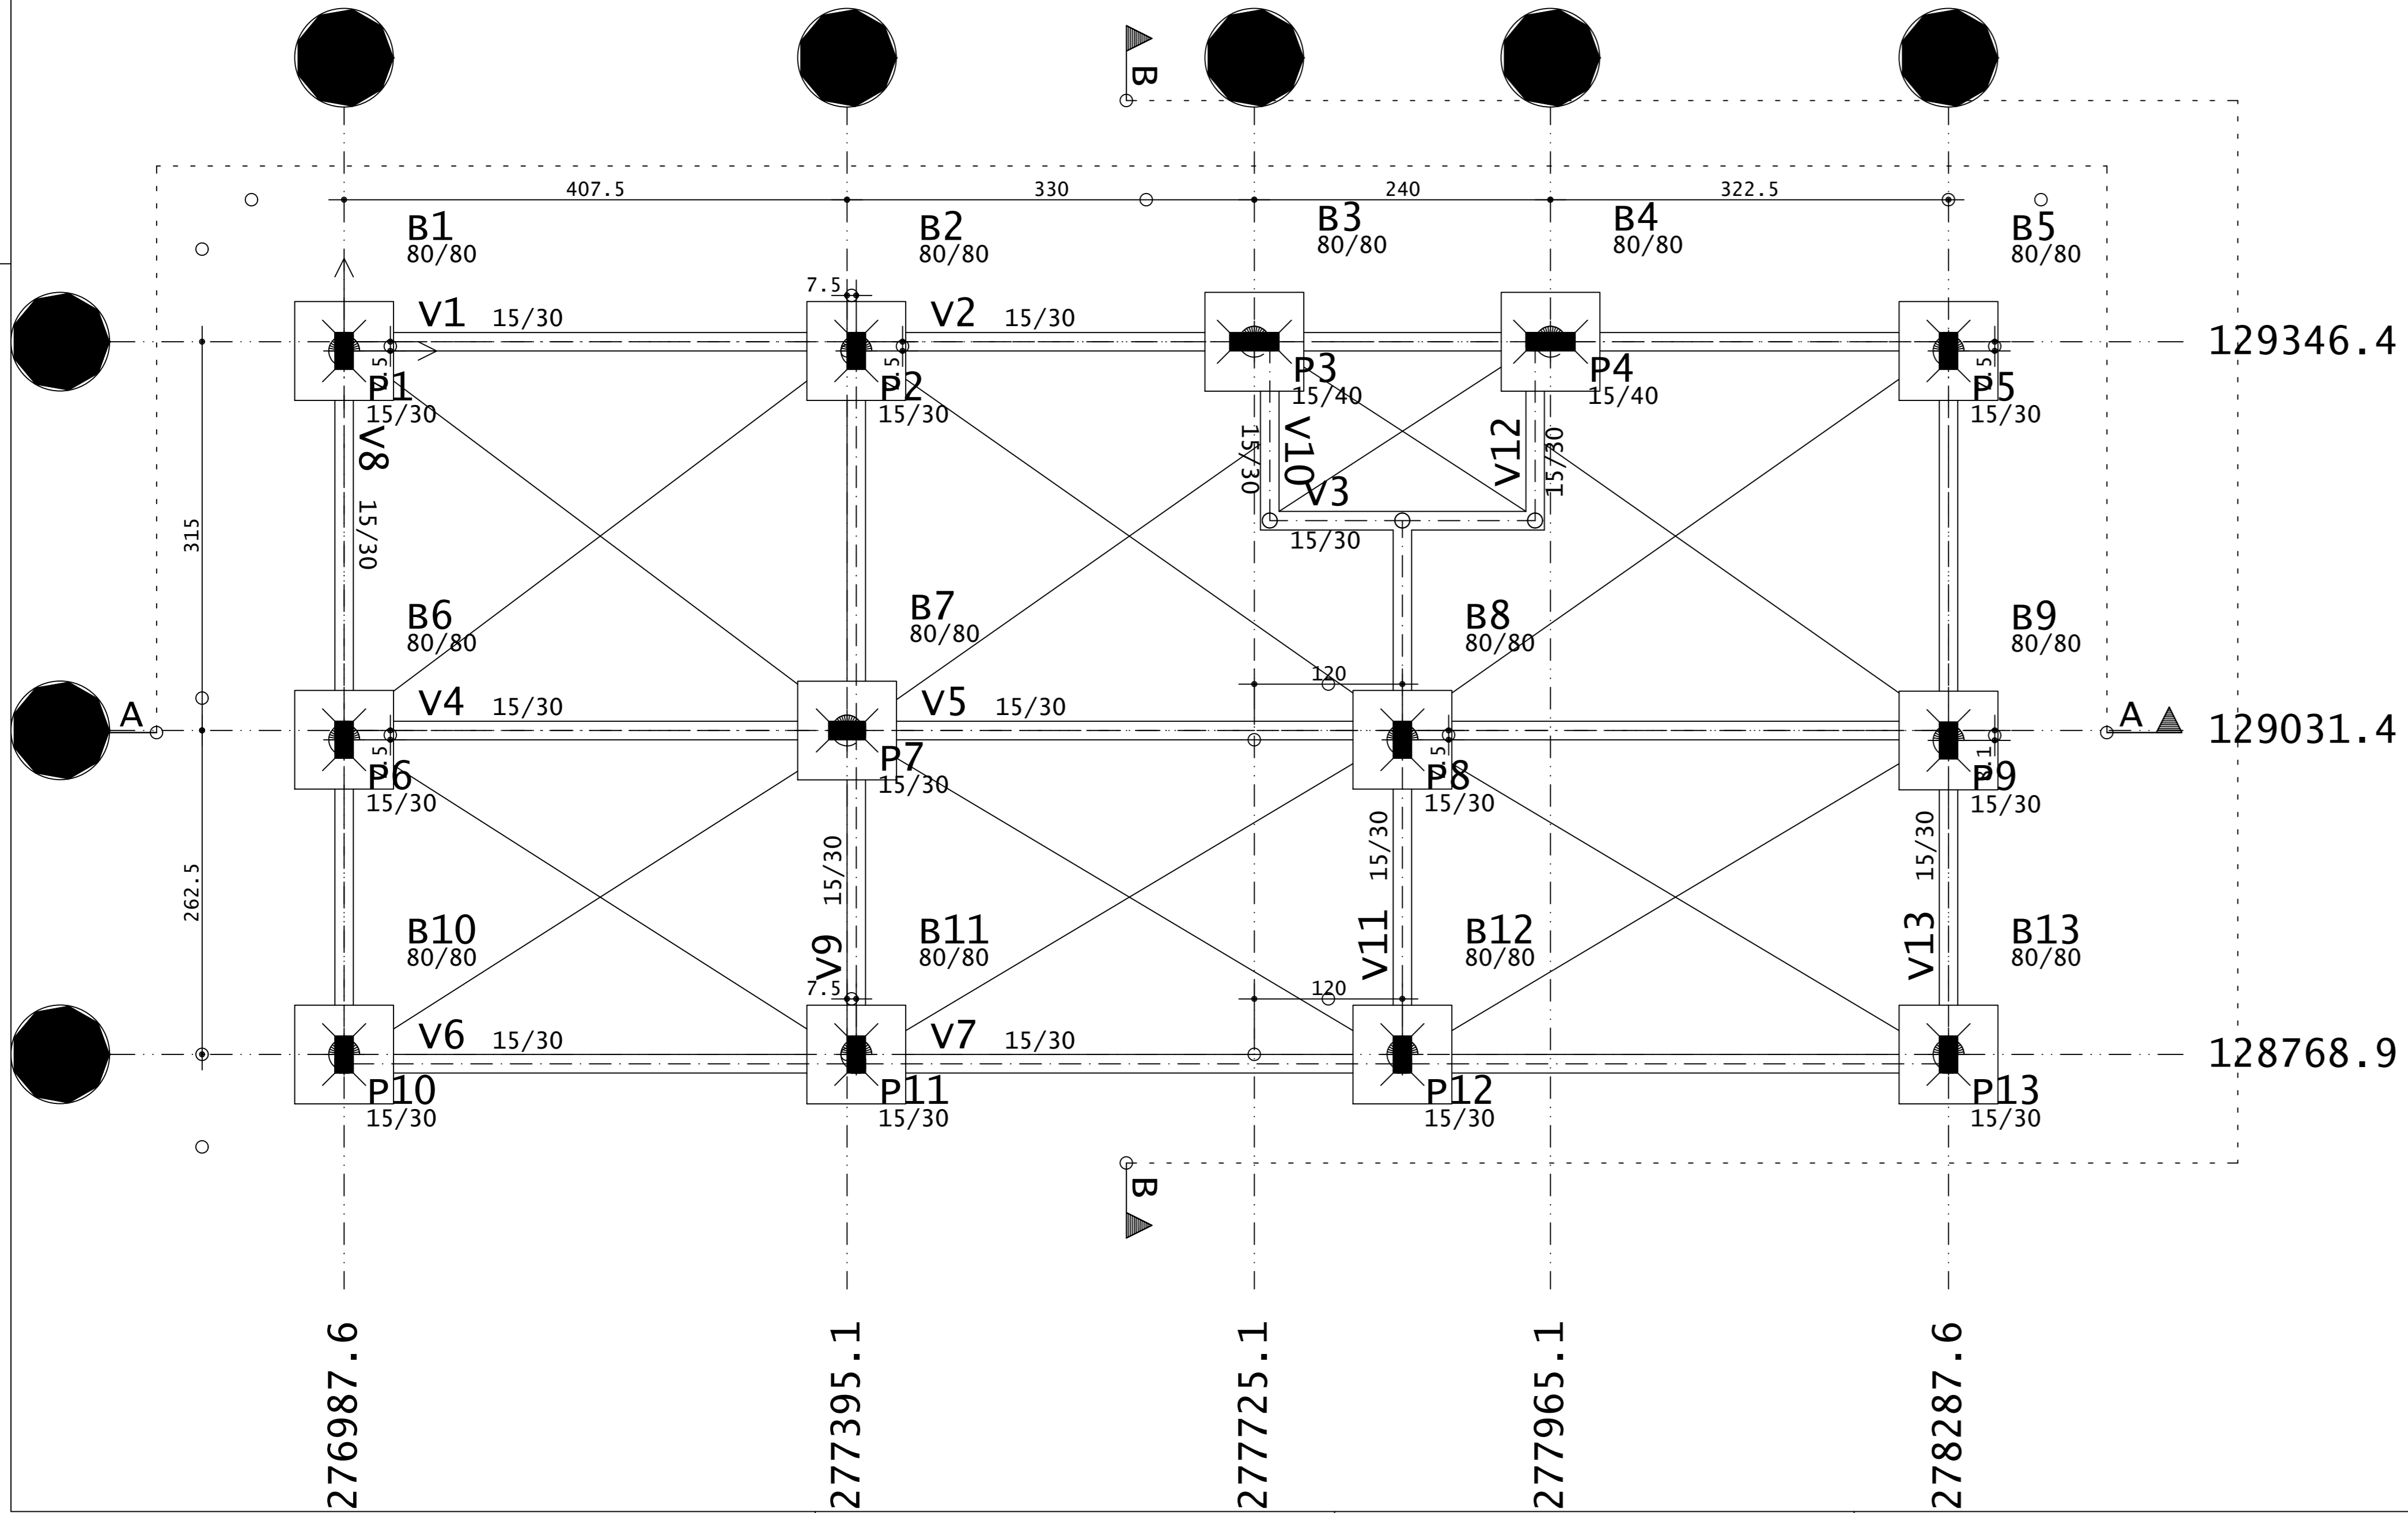 B
407.5 330 240 322.5
B1
80/80
B2
80/80
B3
80/80
B4
80/80
B5
80/80
7.5
V1 15/30
V2 15/30
129346.4
P1
15/30
P2
15/30
P3
15/40
P4
15/40
P5
15/30
7.5
V8
15/30
15/30
V10
V12
15/30
V3
15/30
315
B6
80/80
B7
80/80
B8
80/80
B9
80/80
120
A
V4 15/30
V5 15/30
A
129031.4
P6
15/30
P7
15/30
P8
15/30
P9
15/30
262.5
15/30
15/30
15/30
B10
80/80
B11
80/80
B12
80/80
B13
80/80
V9
V11
V13
7.5
120
V6 15/30
V7 15/30
128768.9
P10
15/30
P11
15/30
P12
15/30
P13
15/30
B
276987.6
277395.1
277725.1
277965.1
278287.6